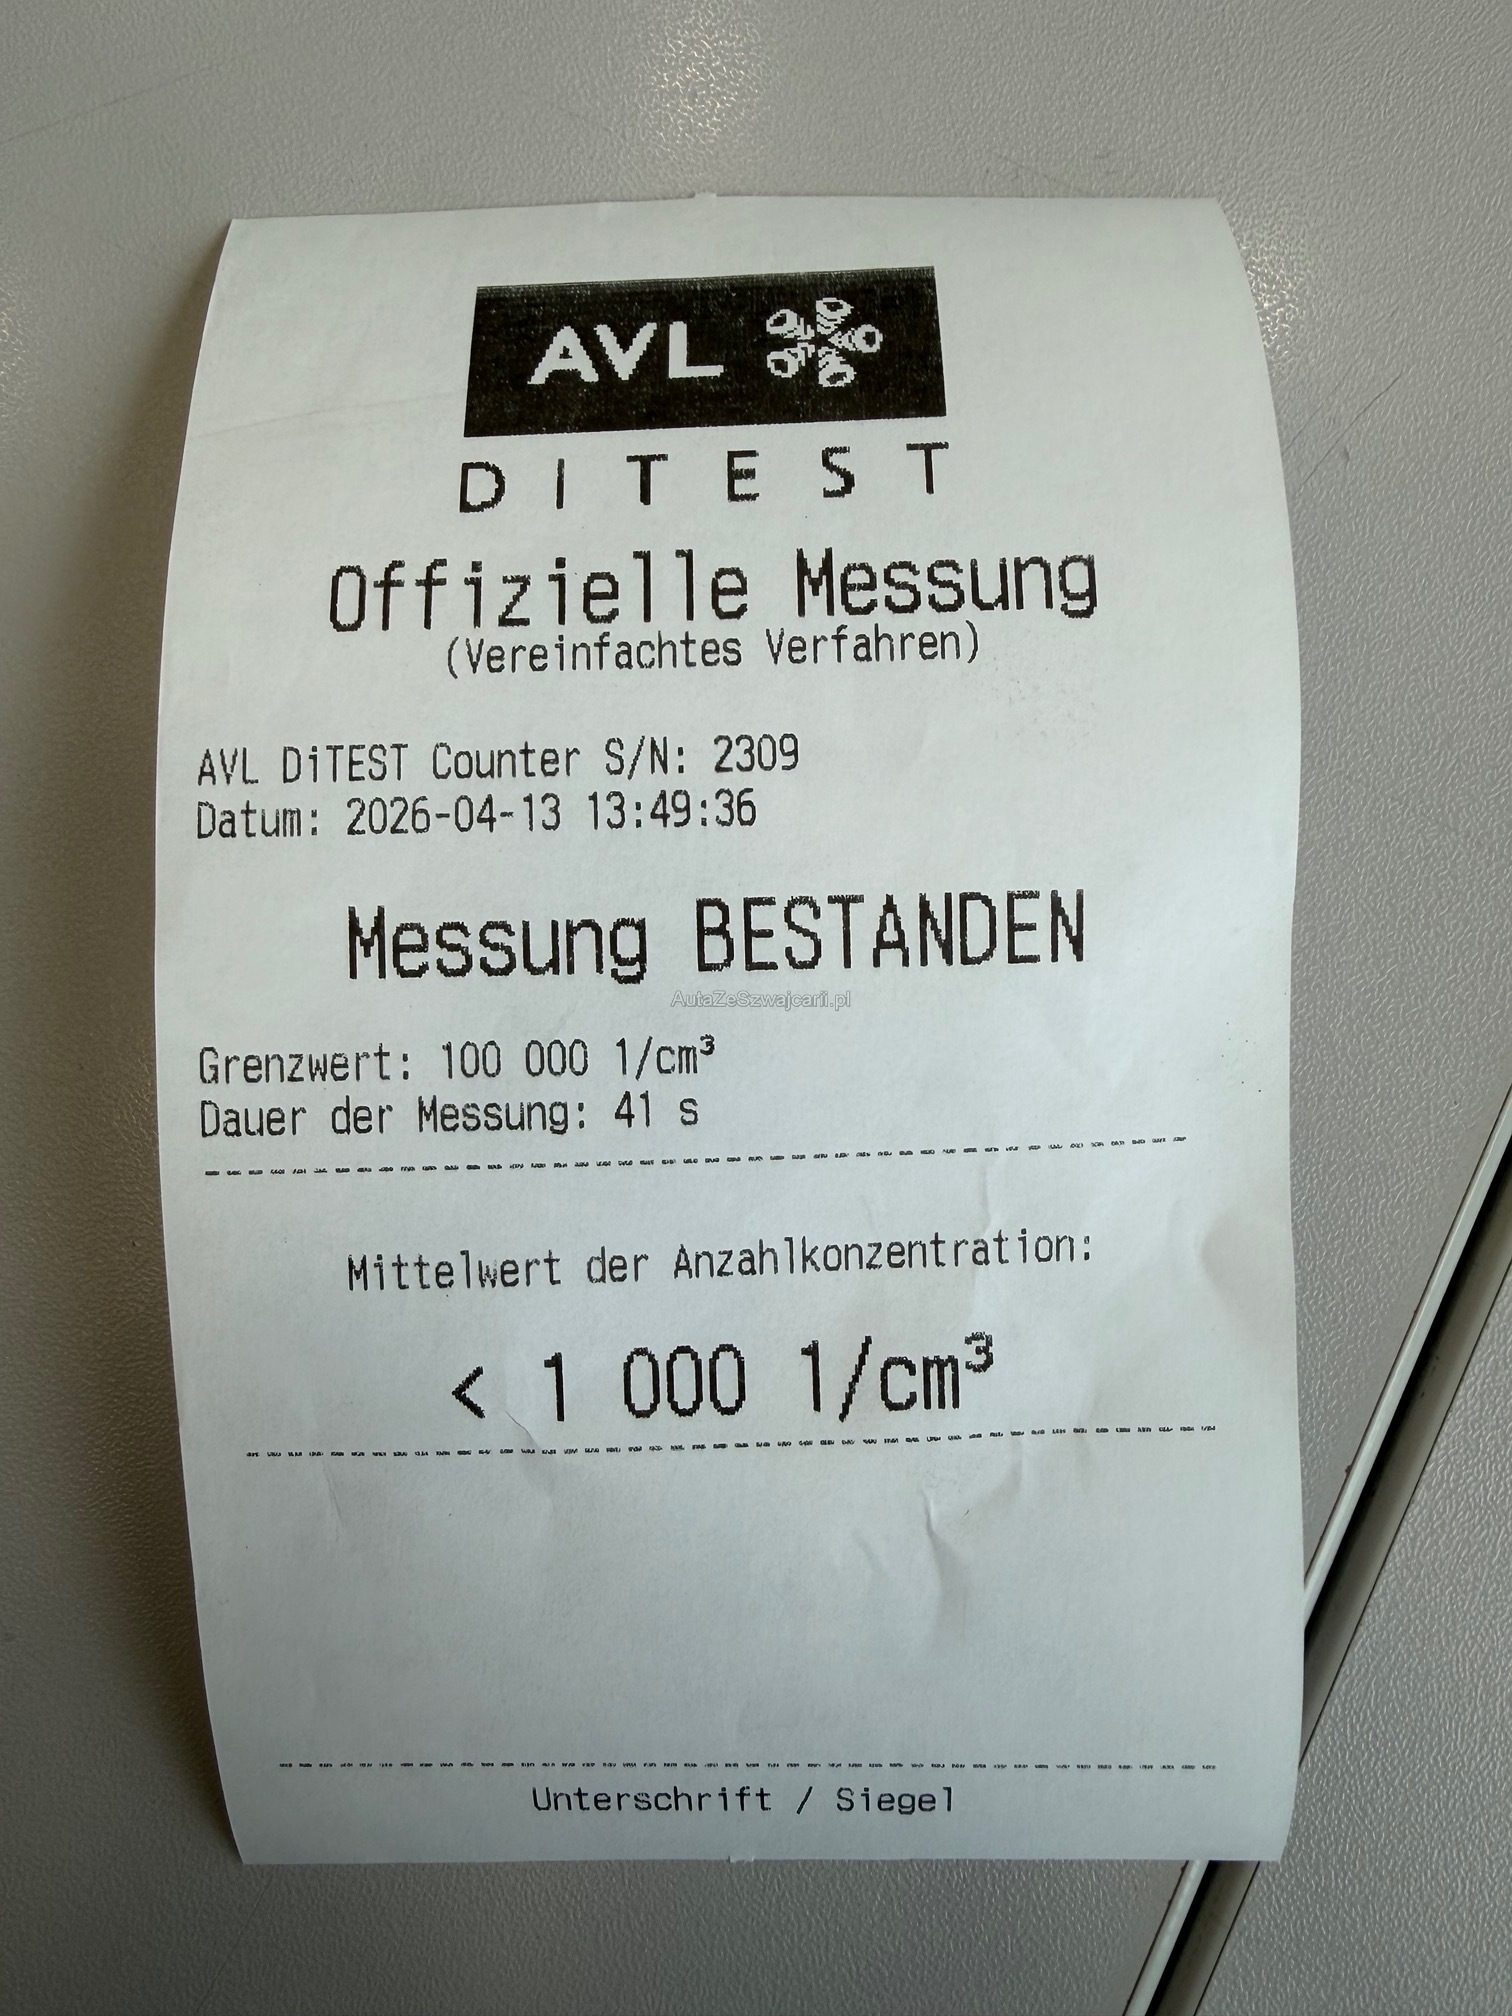 AVL
DITEST
Offizielle Messung
(Vereinfachtes Verfahren)
AVL DiTEST Counter S/N: 2309
Datum: 2026-04-13 13:49:36
Messung BESTANDEN
AutaZeSzwajcarii.pl
Grenzwert: 100 000 1/cm³
Dauer der Messung: 41 s
Mittelwert der Anzahlkonzentration:
< 1 000 1/cm³
Unterschrift / Siegel